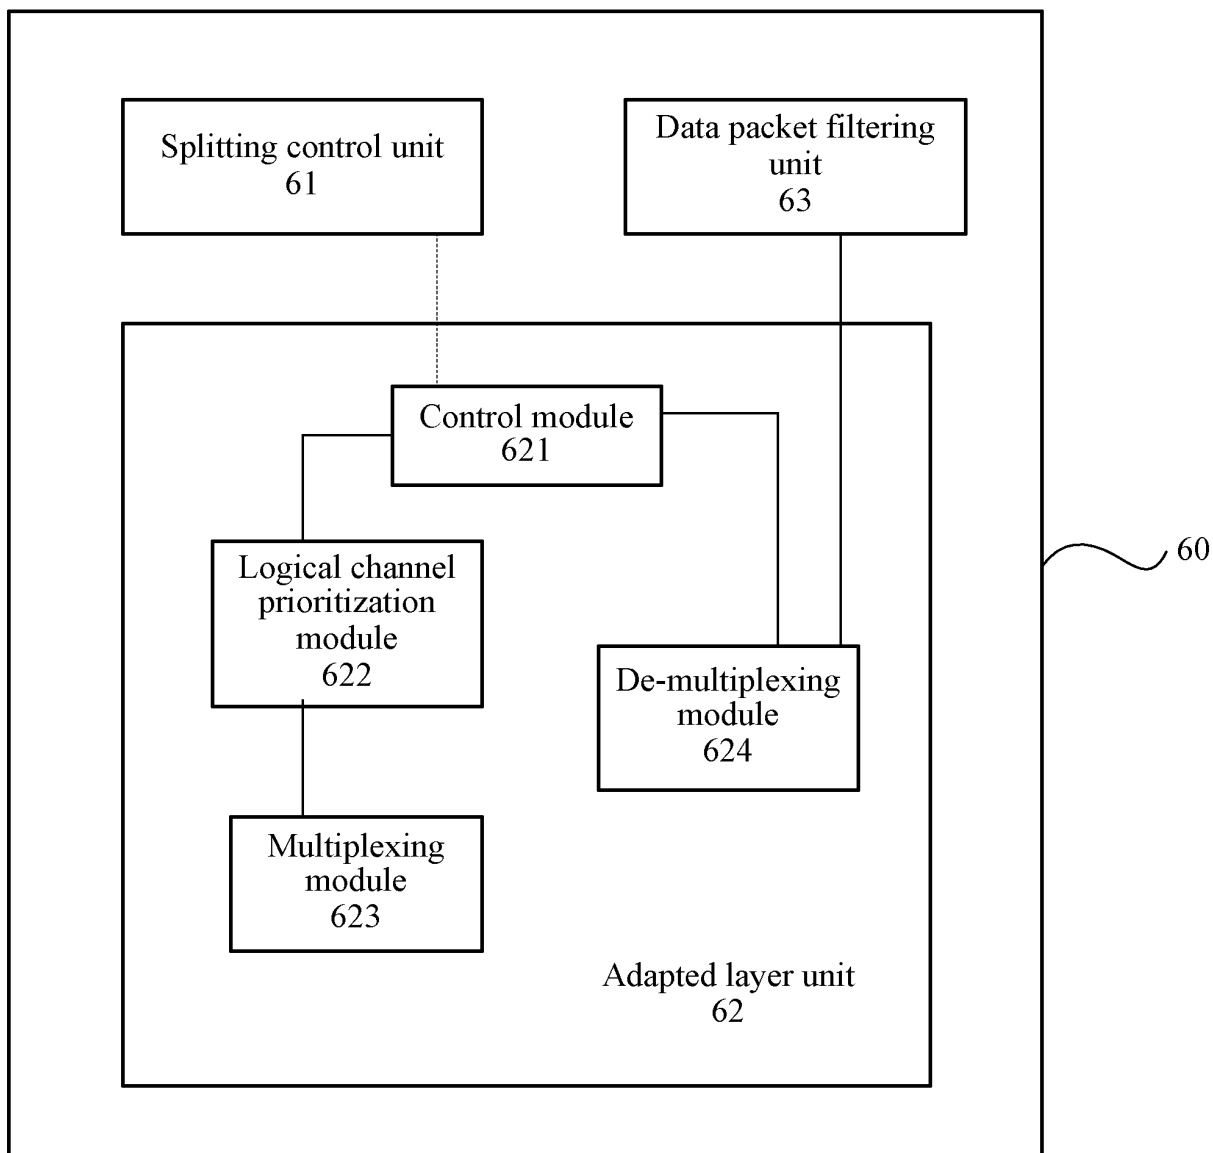 Splitting control unit
61
Data packet filtering
unit
63
Control module
621
Logical channel
prioritization
module
622
De-multiplexing
module
624
Multiplexing
module
623
Adapted layer unit
62
60